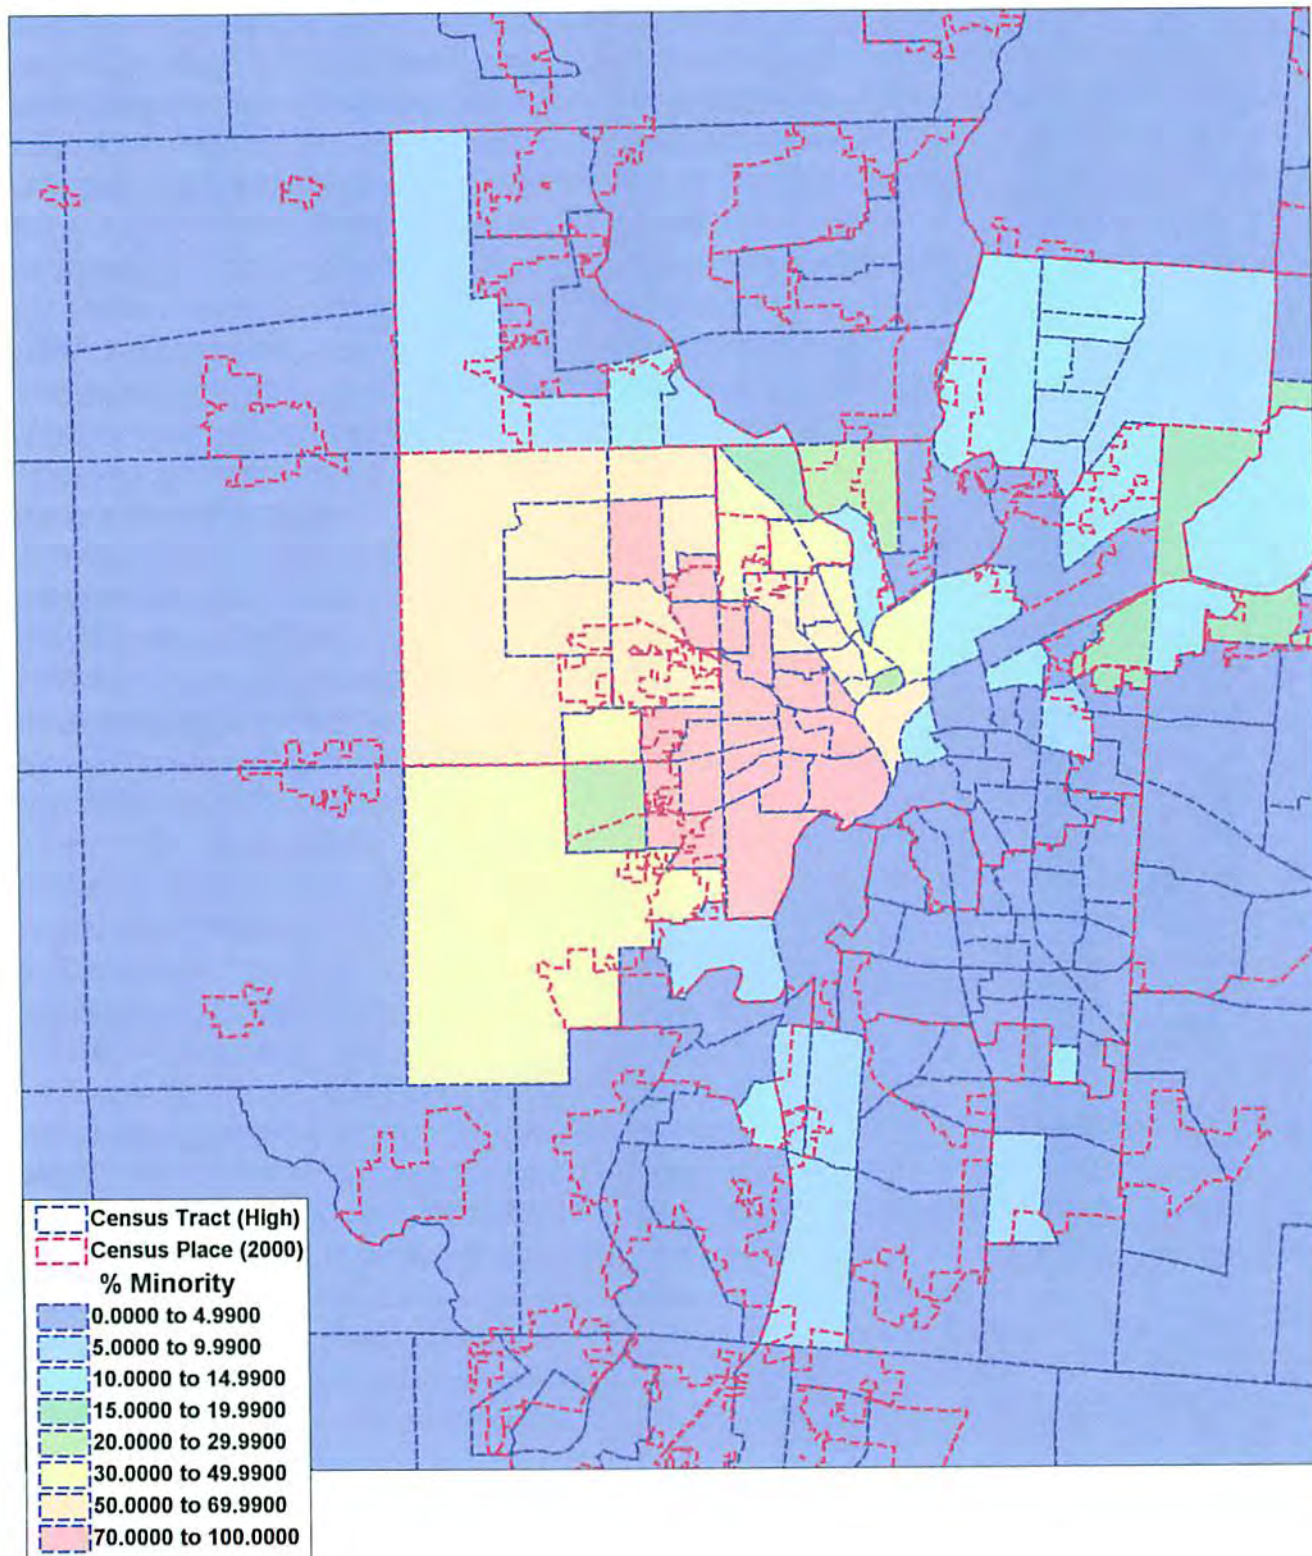 Census Tract (High)
Census Place (2000)
% Minority
0.0000 to 4.9900
5.0000 to 9.9900
10.0000 to 14.9900
15.0000 to 19.9900
20.0000 to 29.9900
30.0000 to 49.9900
50.0000 to 69.9900
70.0000 to 100.0000